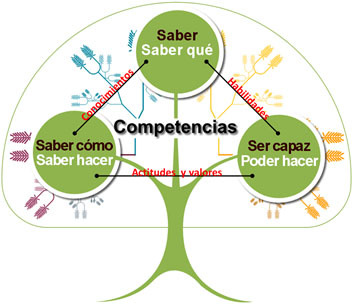 Saber
Saber qué
Conocimientos
Habilidades
Competencias
Saber cómo
Saber hacer
Ser capaz
Poder hacer
Actitudes y valores